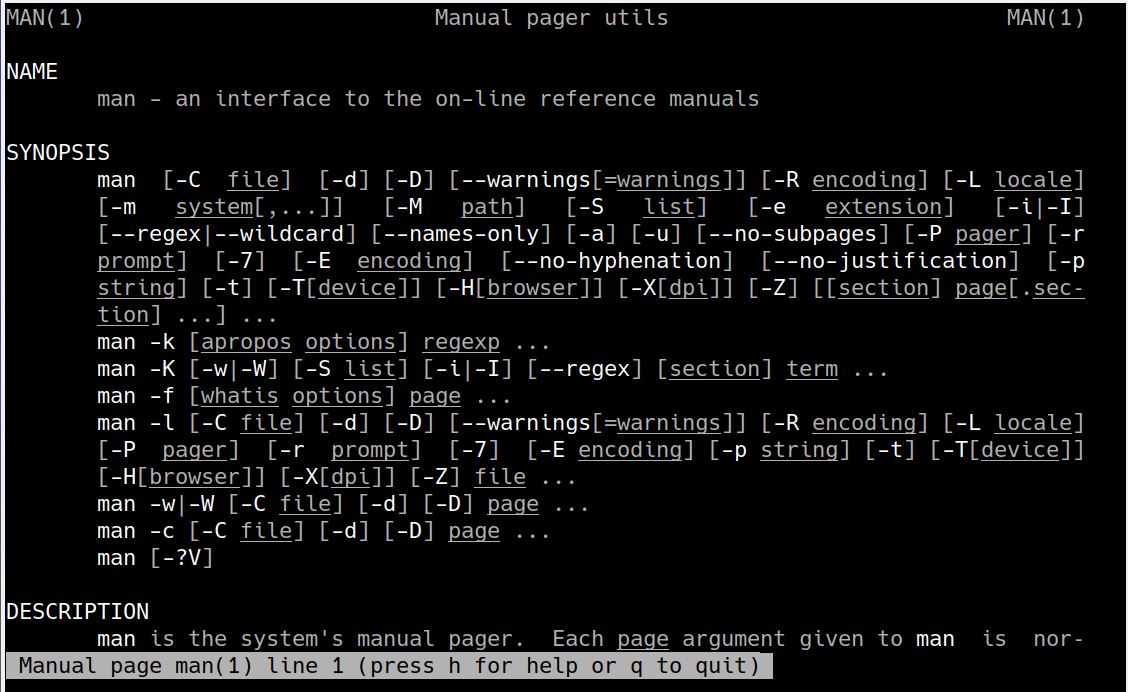 MAN(1)                           Manual pager utils                          MAN(1)
NAME
man - an interface to the on-line reference manuals
SYNOPSIS
man  [-C  file]  [-d] [-D] [--warnings[=warnings]] [-R encoding] [-L locale]
[-m   system[,...]]   [-M   path]   [-S   list]   [-e   extension]   [-i|-I]
[--regex|--wildcard] [--names-only] [-a] [-u] [--no-subpages] [-P pager] [-r
prompt]  [-7]  [-E  encoding]  [--no-hyphenation]  [--no-justification]  [-p
string] [-t] [-T[device]] [-H[browser]] [-X[dpi]] [-Z] [[section] page[.sec-
tion] ...] ...
man -k [apropos options] regexp ...
man -K [-w|-W] [-S list] [-i|-I] [--regex] [section] term ...
man -f [whatis options] page ...
man -l [-C file] [-d] [-D] [--warnings[=warnings]] [-R encoding] [-L locale]
[-P  pager]  [-r  prompt]  [-7]  [-E encoding] [-p string] [-t] [-T[device]]
[-H[browser]] [-X[dpi]] [-Z] file ...
man -w|-W [-C file] [-d] [-D] page ...
man -c [-C file] [-d] [-D] page ...
man [-?V]
DESCRIPTION
man is the system's manual pager.  Each page argument given to man  is  nor-
Manual page man(1) line 1 (press h for help or q to quit)